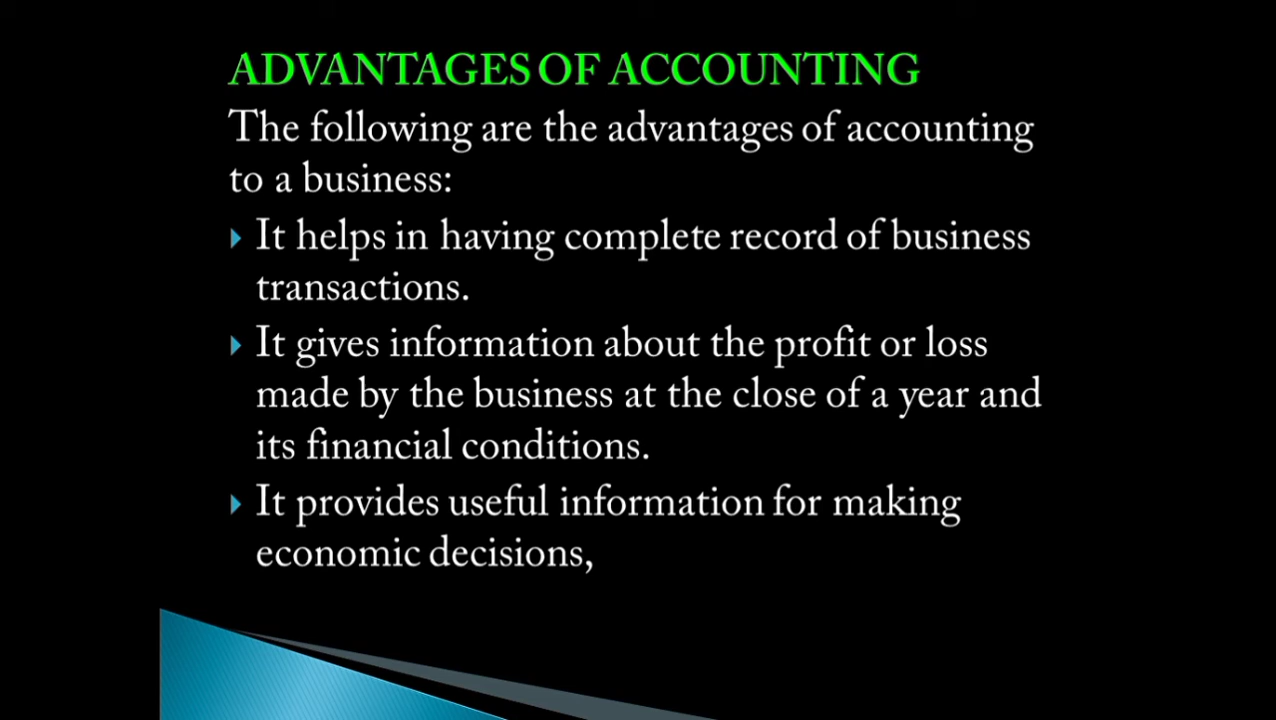 ADVANTAGES OF ACCOUNTING
The following are the advantages of accounting
to a business:
It helps in having complete record of business
transactions.
It gives information about the profit or loss
made by the business at the close of a year and
its financial conditions.
It provides useful information for making
economic decisions,